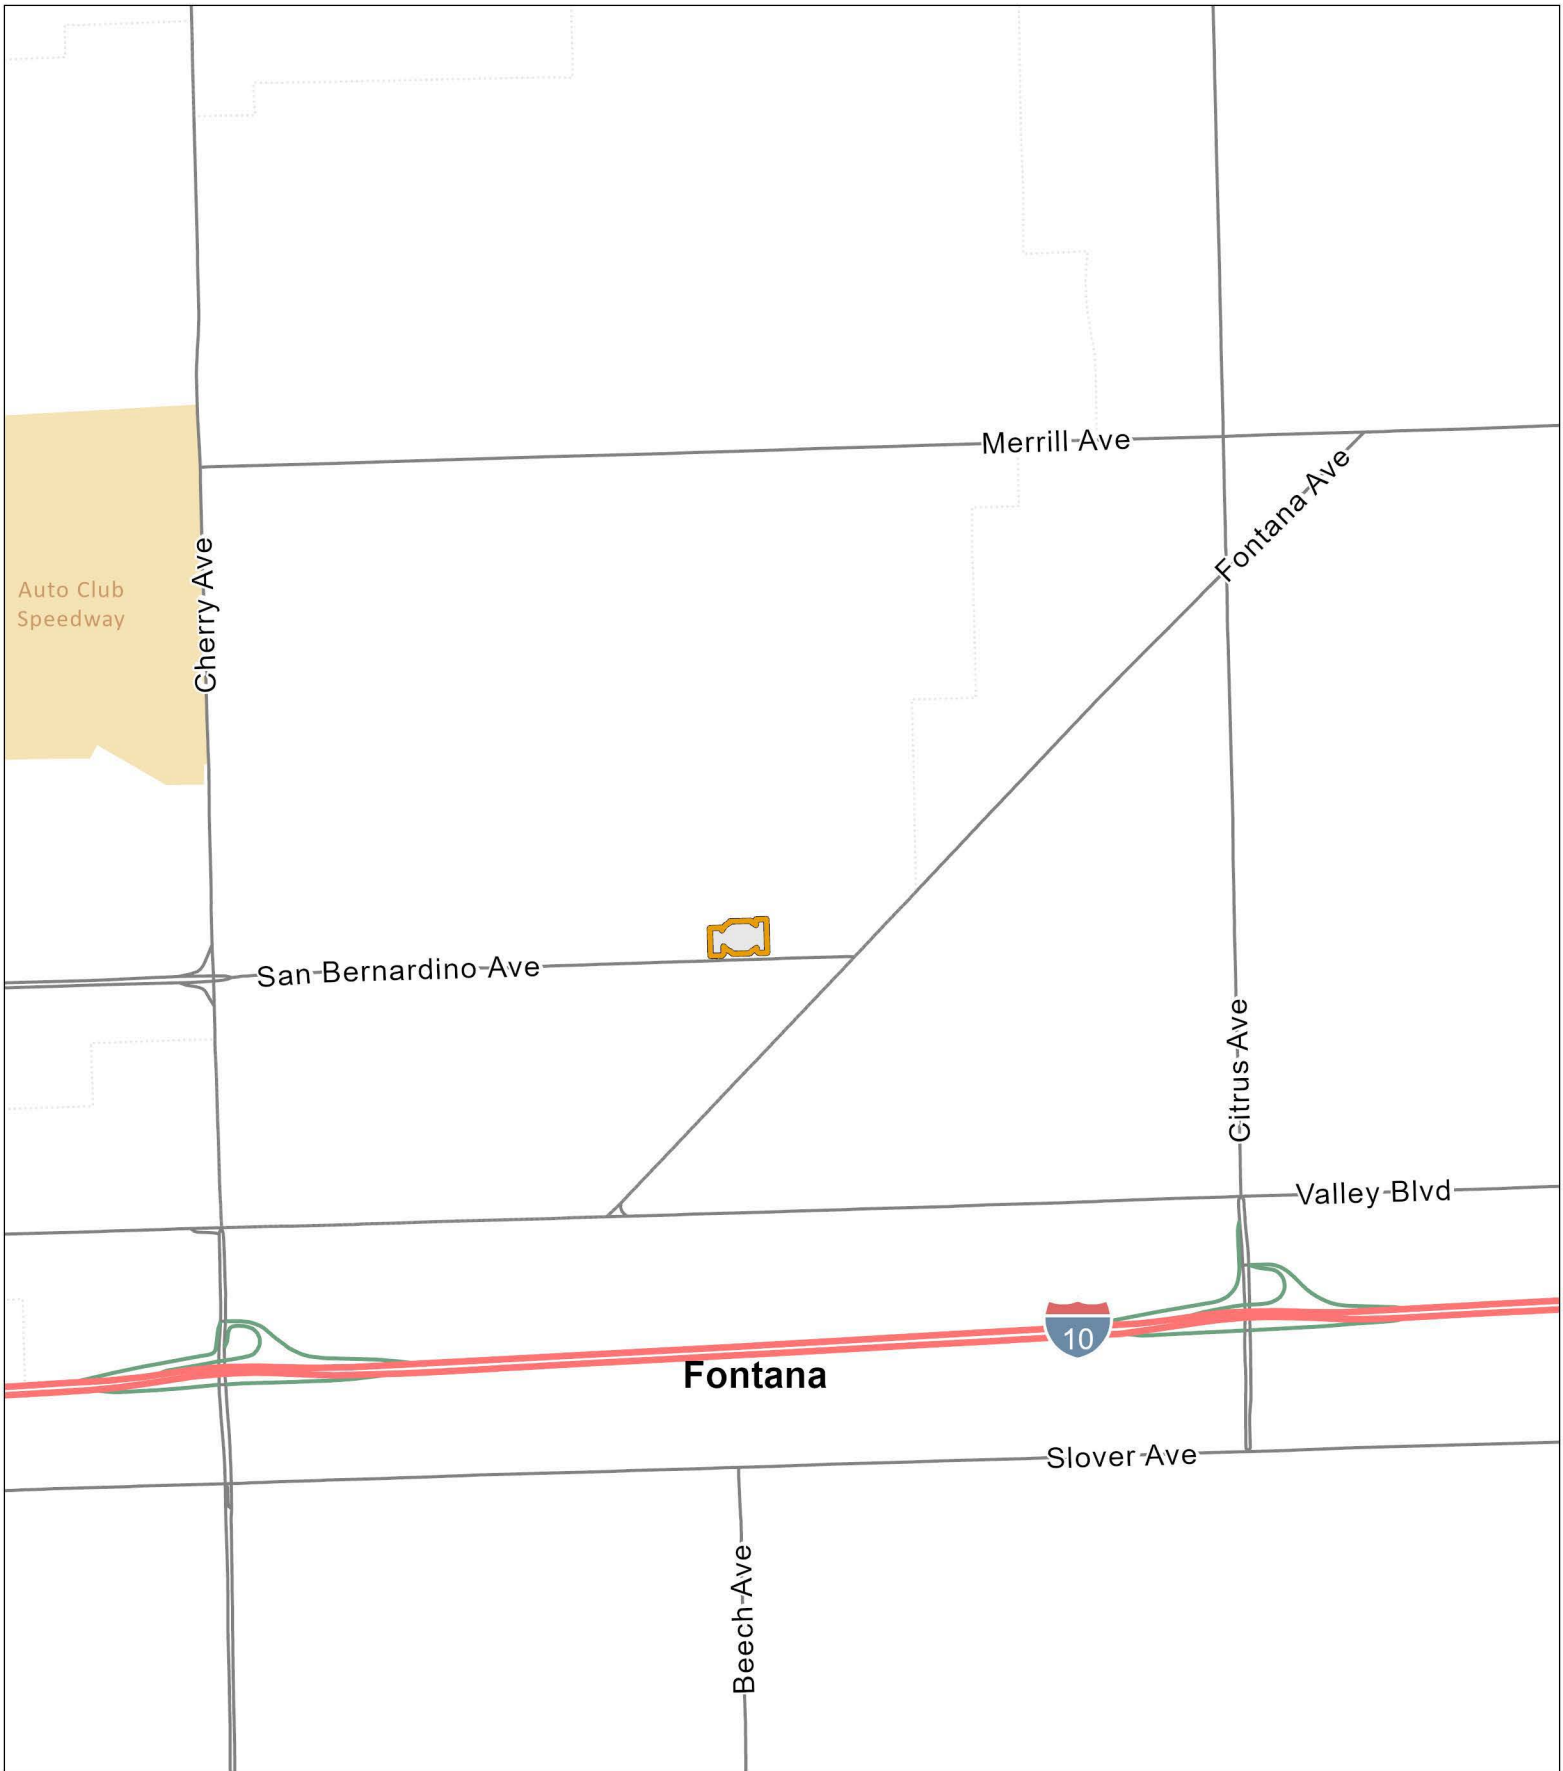 Merrill Ave
Fontana Ave
Auto Club
Speedway
Cherry Ave
San Bernardino Ave
Citrus Ave
Valley Blvd
10
Fontana
Slover Ave
Beech Ave